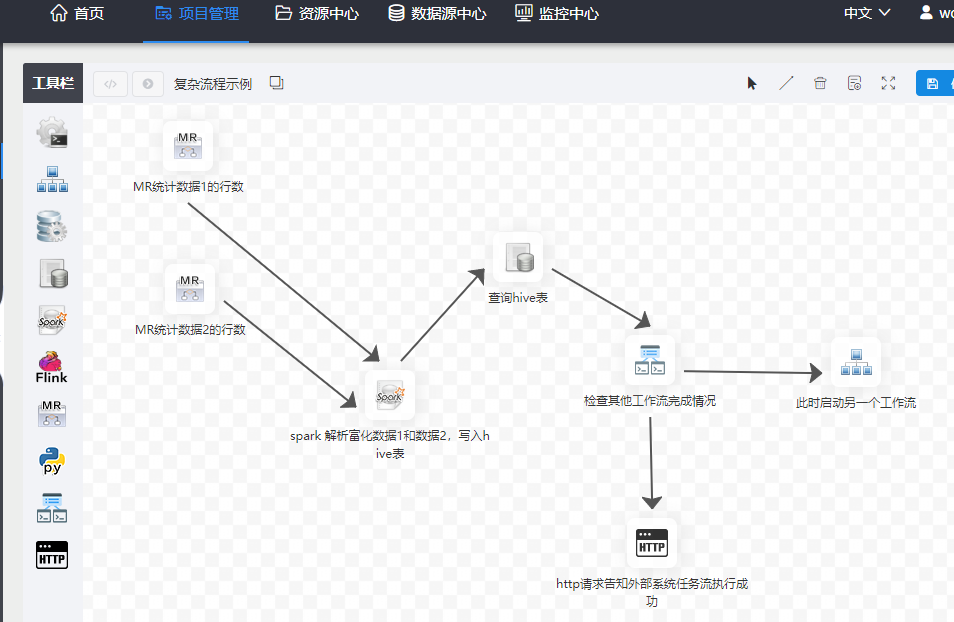 首页
项目管理
资源中心
数据源中心
监控中心
中文
工具栏
复杂流程示例
MR
MR统计数据1的行数
MR
MR统计数据2的行数
查询hive表
Spark
spark 解析富化数据1和数据2，写入h
ive表
检查其他工作流完成情况
此时启动另一个工作流
HTTP
http请求告知外部系统任务流执行成
功
Spark
Flink
MR
py
HTTP